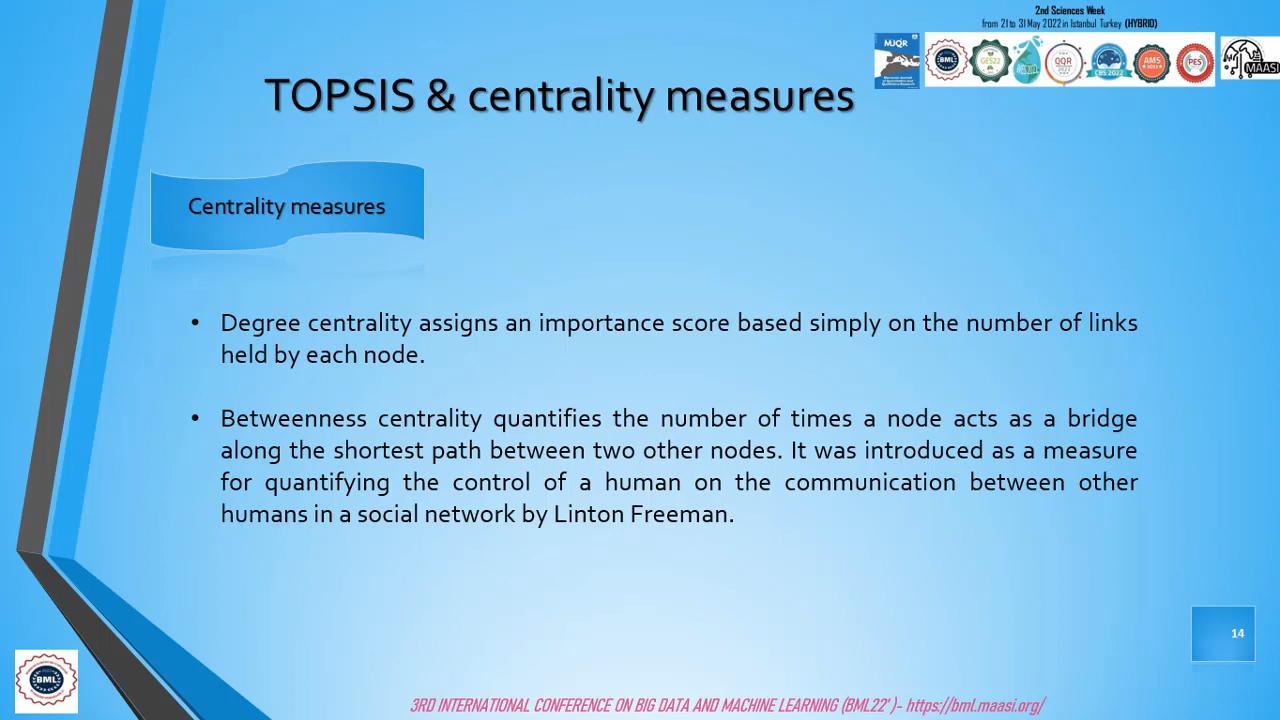 2nd Sciences Week
from 21 to 31 May 2022 in Istanbul Turkey (HYBRID)
MJQR
BML
GES22
QQR
CBS 2022
AMS
PES
MAASI
TOPSIS & centrality measures
Centrality measures
• Degree centrality assigns an importance score based simply on the number of links
held by each node.
• Betweenness centrality quantifies the number of times a node acts as a bridge
along the shortest path between two other nodes. It was introduced as a measure
for quantifying the control of a human on the communication between other
humans in a social network by Linton Freeman.
14
BML
3RD INTERNATIONAL CONFERENCE ON BIG DATA AND MACHINE LEARNING (BML22')- https://bml.maasi.org/